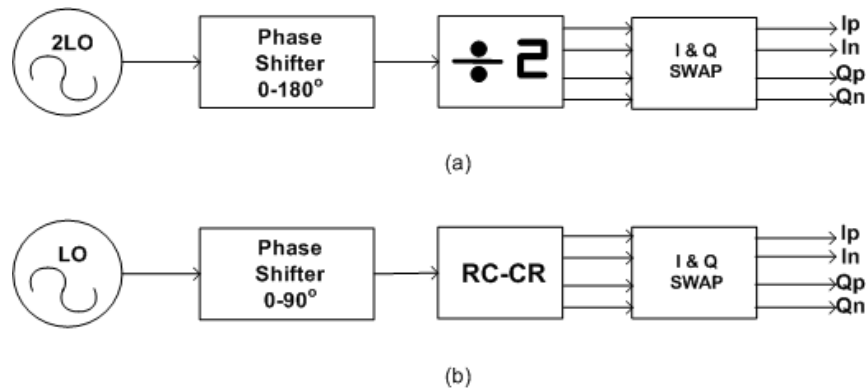 2LO
Phase
Shifter
0-180°
÷ 2
I & Q
SWAP
Ip
In
Qp
Qn
(a)
LO
Phase
Shifter
0-90°
RC-CR
I & Q
SWAP
Ip
In
Qp
Qn
(b)